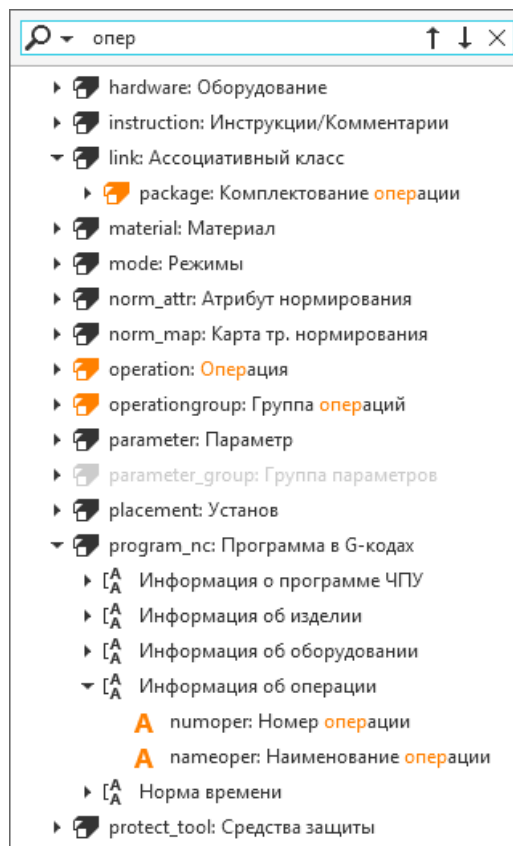 опер
hardware: Оборудование
instruction: Инструкции/Комментарии
link: Ассоциативный класс
package: Комплектование операции
material: Материал
mode: Режимы
norm_attr: Атрибут нормирования
norm_map: Карта тр. нормирования
operation: Операция
operationgroup: Группа операций
parameter: Параметр
parameter_group: Группа параметров
placement: Установ
program_nc: Программа в G-кодах
Информация о программе ЧПУ
Информация об изделии
Информация об оборудовании
Информация об операции
numoper: Номер операции
nameoper: Наименование операции
Норма времени
protect_tool: Средства защиты